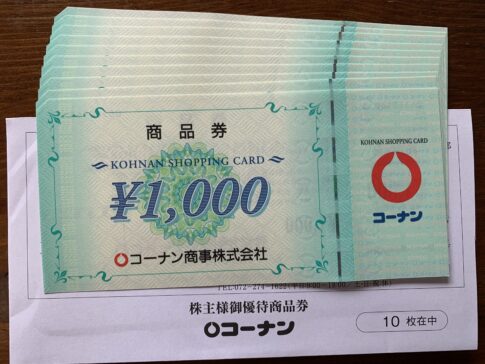 商品券
KOHNAN SHOPPING CARD
¥1,000
コーナン商事株式会社
KOHNAN SHOPPING CARD
コーナン
株主様御優待商品券
コーナン
10 枚在中